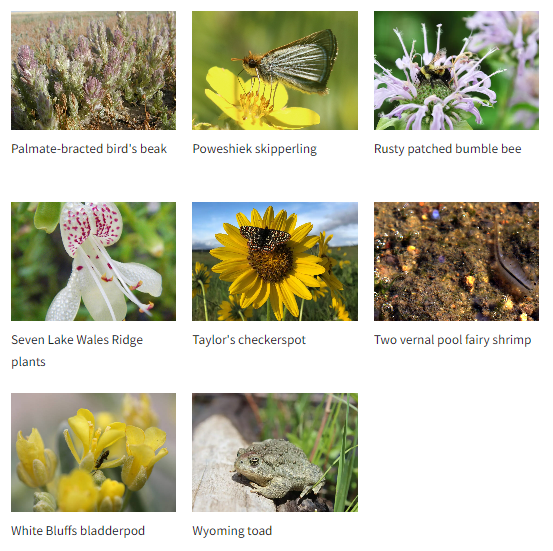 Palmate-bracted bird's beak
Poweshiek skipperling
Rusty patched bumble bee
Seven Lake Wales Ridge
plants
Taylor's checkerspot
Two vernal pool fairy shrimp
White Bluffs bladderpod
Wyoming toad